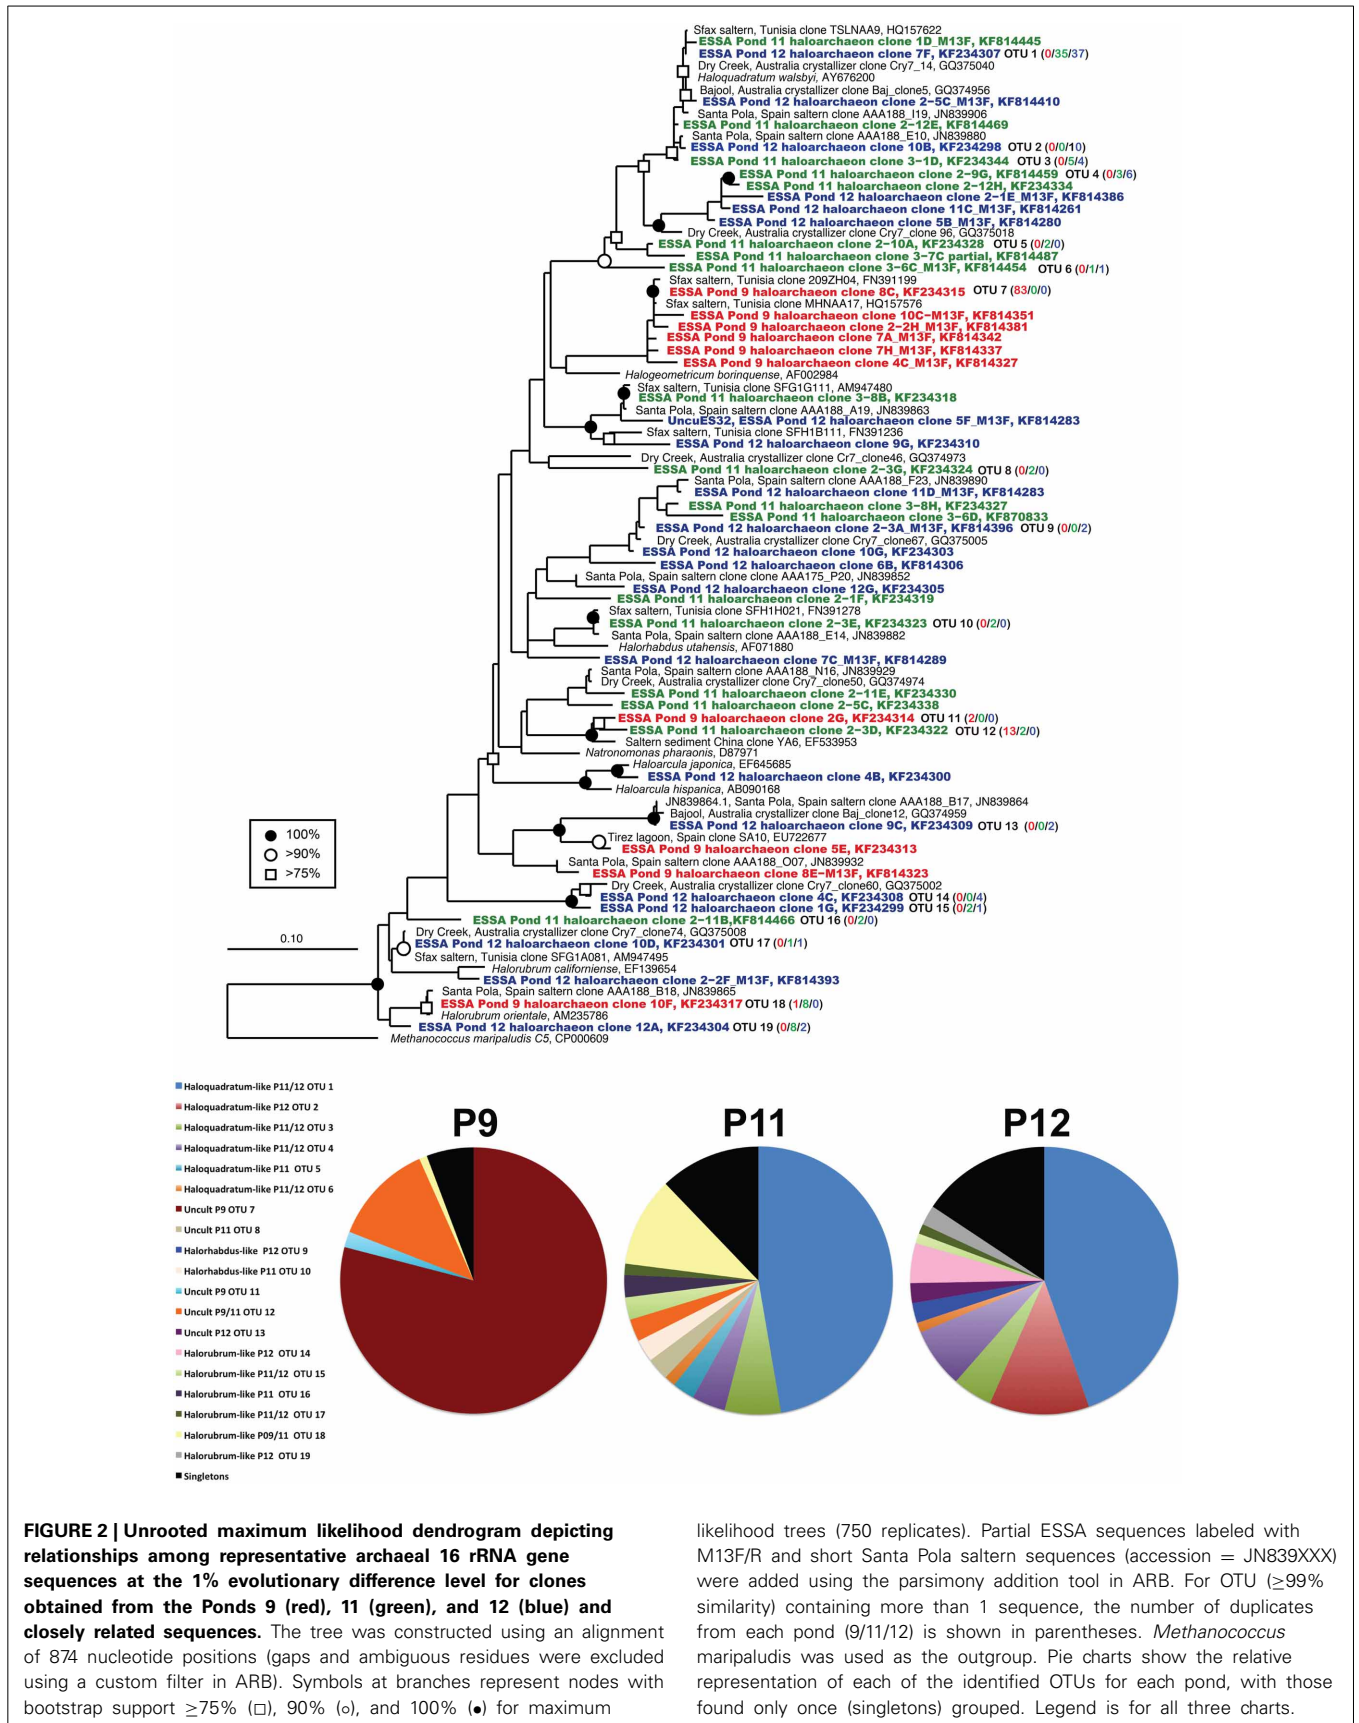 Sfax saltern, Tunisia clone TSLNAA9, HQ157622
ESSA Pond 11 haloarchaeon clone 1D_M13F, KF814445
ESSA Pond 12 haloarchaeon clone 7F, KF234307 OTU 1 (0/35/37)
Dry Creek, Australia crystallizer clone Cry7_14, GQ375040
Haloquadratum walsbyi, AY676200
Bajool, Australia crystallizer clone Baj_clone5, GQ374956
ESSA Pond 12 haloarchaeon clone 2-5C_M13F, KF814410
Santa Pola, Spain saltern clone AAA188_I19, JN839906
ESSA Pond 11 haloarchaeon clone 2-12E, KF814469
Santa Pola, Spain saltern clone AAA188_E10, JN839880
ESSA Pond 12 haloarchaeon clone 10B, KF234298 OTU 2 (0/0/10)
ESSA Pond 11 haloarchaeon clone 3-1D, KF234344 OTU 3 (0/5/4)
ESSA Pond 11 haloarchaeon clone 2-9G, KF814459 OTU 4 (0/3/6)
ESSA Pond 11 haloarchaeon clone 2-12H, KF234334
ESSA Pond 12 haloarchaeon clone 2-1E_M13F, KF814386
ESSA Pond 12 haloarchaeon clone 11C_M13F, KF814261
ESSA Pond 12 haloarchaeon clone 5B_M13F, KF814280
Dry Creek, Australia crystallizer clone Cry7_clone 96, GQ375018
ESSA Pond 11 haloarchaeon clone 2-10A, KF234328 OTU 5 (0/2/0)
ESSA Pond 11 haloarchaeon clone 3-7C partial, KF814487
ESSA Pond 11 haloarchaeon clone 3-6C_M13F, KF814454 OTU 6 (0/1/1)
Sfax saltern, Tunisia clone 209ZH04, FN391199
ESSA Pond 9 haloarchaeon clone 8C, KF234315 OTU 7 (83/0/0)
Sfax saltern, Tunisia clone MHNAA17, HQ157576
ESSA Pond 9 haloarchaeon clone 10C-M13F, KF814351
ESSA Pond 9 haloarchaeon clone 2-2H_M13F, KF814381
ESSA Pond 9 haloarchaeon clone 7A_M13F, KF814342
ESSA Pond 9 haloarchaeon clone 7H_M13F, KF814337
ESSA Pond 9 haloarchaeon clone 4C_M13F, KF814327
Halogeometricum borinquense, AF002984
Sfax saltern, Tunisia clone SFG1G111, AM947480
ESSA Pond 11 haloarchaeon clone 3-8B, KF234318
Santa Pola, Spain saltern clone AAA188_A19, JN839863
UncuES32, ESSA Pond 12 haloarchaeon clone 5F_M13F, KF814283
Sfax saltern, Tunisia clone SFH1B111, FN391236
ESSA Pond 12 haloarchaeon clone 9G, KF234310
Dry Creek, Australia crystallizer clone Cr7_clone46, GQ374973
ESSA Pond 11 haloarchaeon clone 2-3G, KF234324 OTU 8 (0/2/0)
Santa Pola, Spain saltern clone AAA188_F23, JN839890
ESSA Pond 12 haloarchaeon clone 11D_M13F, KF814283
ESSA Pond 11 haloarchaeon clone 3-8H, KF234327
ESSA Pond 11 haloarchaeon clone 3-6D, KF870833
ESSA Pond 12 haloarchaeon clone 2-3A_M13F, KF814396 OTU 9 (0/0/2)
Dry Creek, Australia crystallizer clone Cry7_clone67, GQ375005
ESSA Pond 12 haloarchaeon clone 10G, KF234303
ESSA Pond 12 haloarchaeon clone 6B, KF814306
Santa Pola, Spain saltern clone clone AAA175_P20, JN839852
ESSA Pond 12 haloarchaeon clone 12G, KF234305
ESSA Pond 11 haloarchaeon clone 2-1F, KF234319
Sfax saltern, Tunisia clone SFH1H021, FN391278
ESSA Pond 11 haloarchaeon clone 2-3E, KF234323 OTU 10 (0/2/0)
Santa Pola, Spain saltern clone AAA188_E14, JN839882
Halorhabdus utahensis, AF071880
ESSA Pond 12 haloarchaeon clone 7C_M13F, KF814289
Santa Pola, Spain saltern clone AAA188_N16, JN839929
Dry Creek, Australia crystallizer clone Cry7_clone50, GQ374974
ESSA Pond 11 haloarchaeon clone 2-11E, KF234330
ESSA Pond 11 haloarchaeon clone 2-5C, KF234338
ESSA Pond 9 haloarchaeon clone 2G, KF234314 OTU 11 (2/0/0)
ESSA Pond 11 haloarchaeon clone 2-3D, KF234322 OTU 12 (13/2/0)
Saltern sediment China clone YA6, EF533953
Natronomonas pharaonis, D87971
Haloarcula japonica, EF645685
ESSA Pond 12 haloarchaeon clone 4B, KF234300
Haloarcula hispanica, AB090168
JN839864.1, Santa Pola, Spain saltern clone AAA188_B17, JN839864
Bajool, Australia crystallizer clone Baj_clone12, GQ374959
ESSA Pond 12 haloarchaeon clone 9C, KF234309 OTU 13 (0/0/2)
Tirez lagoon, Spain clone SA10, EU722677
ESSA Pond 9 haloarchaeon clone 5E, KF234313
Santa Pola, Spain saltern clone AAA188_O07, JN839932
ESSA Pond 9 haloarchaeon clone 8E-M13F, KF814323
Dry Creek, Australia crystallizer clone Cry7_clone60, GQ375002
ESSA Pond 12 haloarchaeon clone 4C, KF234308 OTU 14 (0/0/4)
ESSA Pond 12 haloarchaeon clone 1G, KF234299 OTU 15 (0/2/1)
ESSA Pond 11 haloarchaeon clone 2-11B,KF814466 OTU 16 (0/2/0)
Dry Creek, Australia crystallizer clone Cry7_clone74, GQ375008
ESSA Pond 12 haloarchaeon clone 10D, KF234301 OTU 17 (0/1/1)
Sfax saltern, Tunisia clone SFG1A081, AM947495
Halorubrum californiense, EF139654
ESSA Pond 12 haloarchaeon clone 2-2F_M13F, KF814393
Santa Pola, Spain saltern clone AAA188_B18, JN839865
ESSA Pond 9 haloarchaeon clone 10F, KF234317 OTU 18 (1/8/0)
Halorubrum orientale, AM235786
ESSA Pond 12 haloarchaeon clone 12A, KF234304 OTU 19 (0/8/2)
Methanococcus maripaludis C5, CP000609
100%
>90%
>75%
0.10
Haloquadratum-like P11/12 OTU 1
Haloquadratum-like P12 OTU 2
Haloquadratum-like P11/12 OTU 3
Haloquadratum-like P11/12 OTU 4
Haloquadratum-like P11 OTU 5
Haloquadratum-like P11/12 OTU 6
Uncult P9 OTU 7
Uncult P11 OTU 8
Halorhabdus-like P12 OTU 9
Halorhabdus-like P11 OTU 10
Uncult P9 OTU 11
Uncult P9/11 OTU 12
Uncult P12 OTU 13
Halorubrum-like P12 OTU 14
Halorubrum-like P11/12 OTU 15
Halorubrum-like P11 OTU 16
Halorubrum-like P11/12 OTU 17
Halorubrum-like P09/11 OTU 18
Halorubrum-like P12 OTU 19
Singletons
P9
P11
P12
FIGURE 2 | Unrooted maximum likelihood dendrogram depicting
relationships among representative archaeal 16 rRNA gene
sequences at the 1% evolutionary difference level for clones
obtained from the Ponds 9 (red), 11 (green), and 12 (blue) and
closely related sequences. The tree was constructed using an alignment
of 874 nucleotide positions (gaps and ambiguous residues were excluded
using a custom filter in ARB). Symbols at branches represent nodes with
bootstrap support ≥75% (□), 90% (○), and 100% (●) for maximum
likelihood trees (750 replicates). Partial ESSA sequences labeled with
M13F/R and short Santa Pola saltern sequences (accession = JN839XXX)
were added using the parsimony addition tool in ARB. For OTU (≥99%
similarity) containing more than 1 sequence, the number of duplicates
from each pond (9/11/12) is shown in parentheses. Methanococcus
maripaludis was used as the outgroup. Pie charts show the relative
representation of each of the identified OTUs for each pond, with those
found only once (singletons) grouped. Legend is for all three charts.